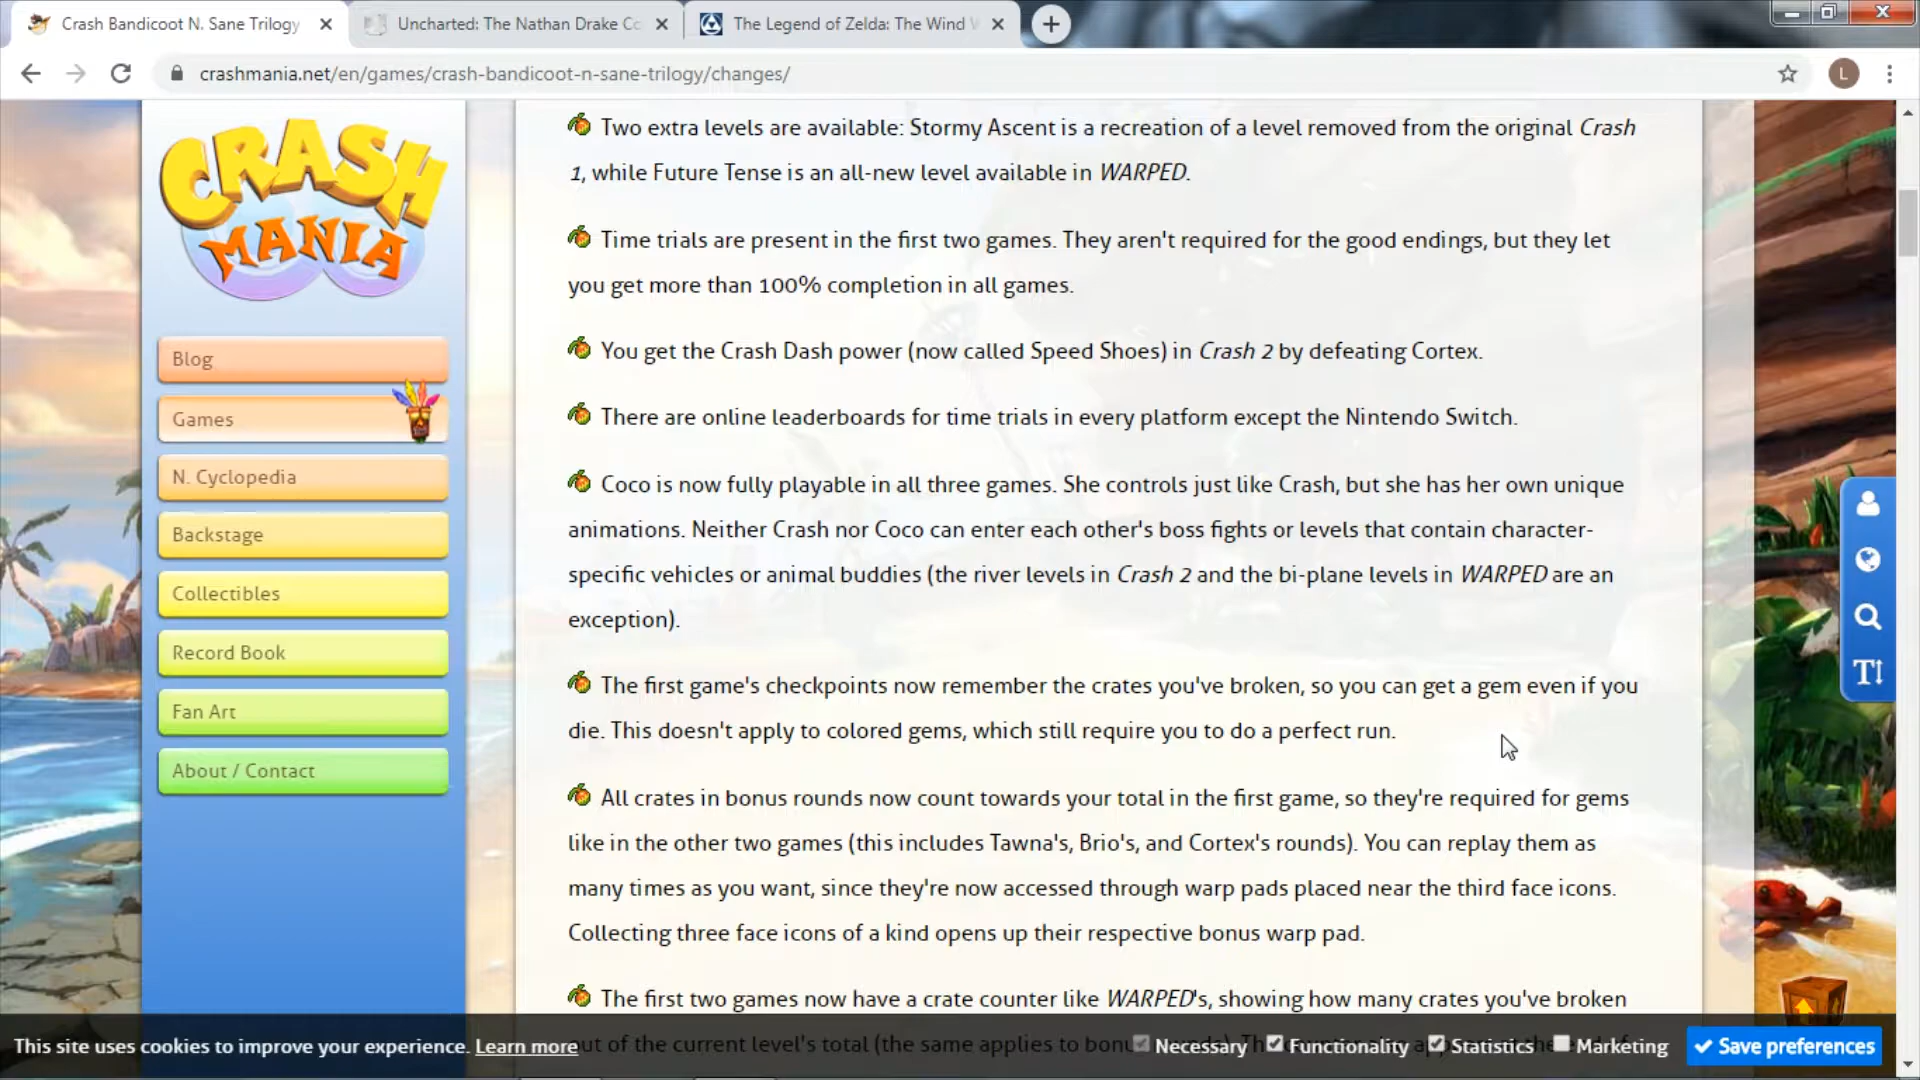 Crash Bandicoot N. Sane Trilogy
Uncharted: The Nathan Drake Co
The Legend of Zelda: The Wind
crashmania.net/en/games/crash-bandicoot-n-sane-trilogy/changes/
L
CRASH
MANIA
Blog
Games
N. Cyclopedia
Backstage
Collectibles
Record Book
Fan Art
About / Contact
Two extra levels are available: Stormy Ascent is a recreation of a level removed from the original Crash
1, while Future Tense is an all-new level available in WARPED.
Time trials are present in the first two games. They aren't required for the good endings, but they let
you get more than 100% completion in all games.
You get the Crash Dash power (now called Speed Shoes) in Crash 2 by defeating Cortex.
There are online leaderboards for time trials in every platform except the Nintendo Switch.
Coco is now fully playable in all three games. She controls just like Crash, but she has her own unique
animations. Neither Crash nor Coco can enter each other's boss fights or levels that contain character-
specific vehicles or animal buddies (the river levels in Crash 2 and the bi-plane levels in WARPED are an
exception).
The first game's checkpoints now remember the crates you've broken, so you can get a gem even if you
die. This doesn't apply to colored gems, which still require you to do a perfect run.
All crates in bonus rounds now count towards your total in the first game, so they're required for gems
like in the other two games (this includes Tawna's, Brio's, and Cortex's rounds). You can replay them as
many times as you want, since they're now accessed through warp pads placed near the third face icons.
Collecting three face icons of a kind opens up their respective bonus warp pad.
The first two games now have a crate counter like WARPED's, showing how many crates you've broken
out of the current level's total (the same applies to bonu
T
This site uses cookies to improve your experience. Learn more
Necessary Functionality Statistics Marketing
Save preferences